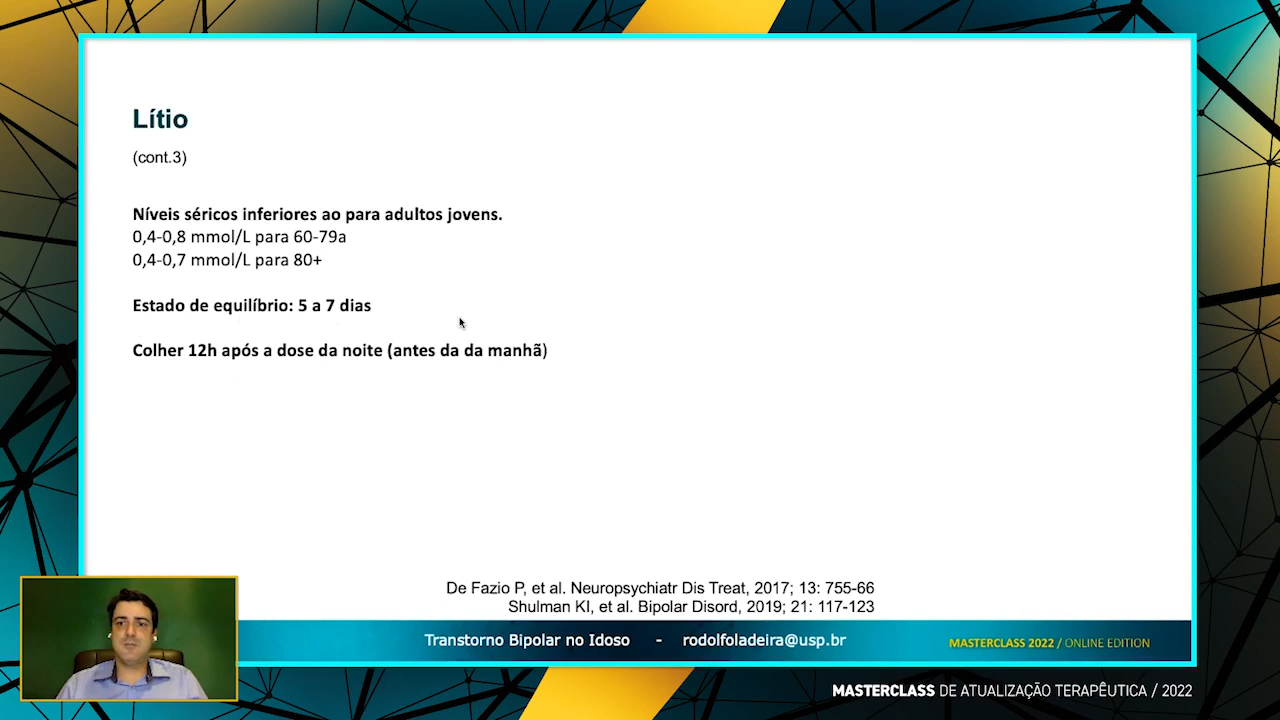 Lítio
(cont.3)
Níveis séricos inferiores ao para adultos jovens.
0,4-0,8 mmol/L para 60-79a
0,4-0,7 mmol/L para 80+
Estado de equilíbrio: 5 a 7 dias
Colher 12h após a dose da noite (antes da da manhã)
De Fazio P, et al. Neuropsychiatr Dis Treat, 2017; 13: 755-66
Shulman KI, et al. Bipolar Disord, 2019; 21: 117-123
Transtorno Bipolar no Idoso - rodolfoladeira@usp.br
MASTERCLASS 2022 / ONLINE EDITION
MASTERCLASS DE ATUALIZAÇÃO TERAPÊUTICA / 2022